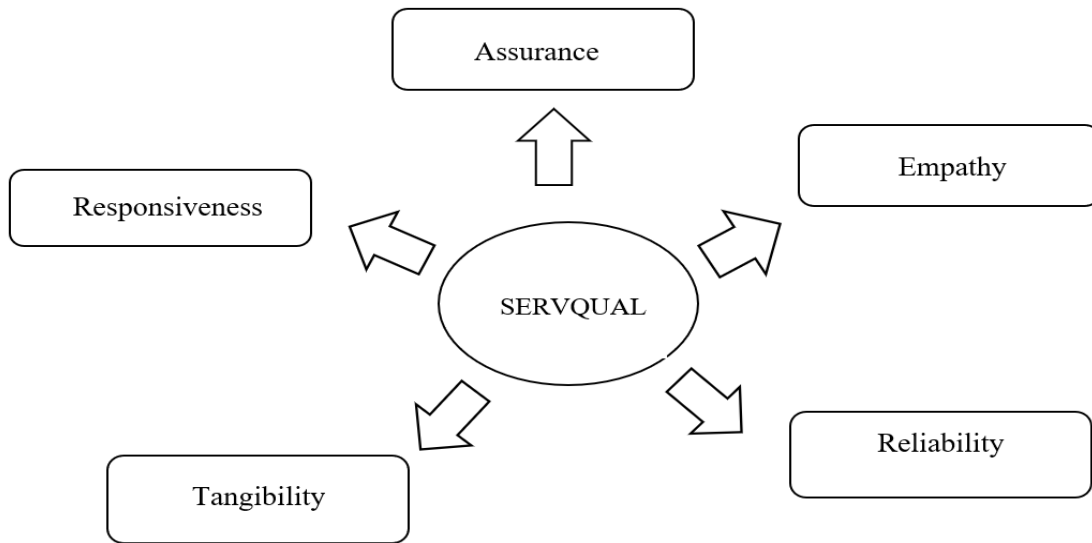 Assurance
Empathy
Responsiveness
SERVQUAL
Reliability
Tangibility